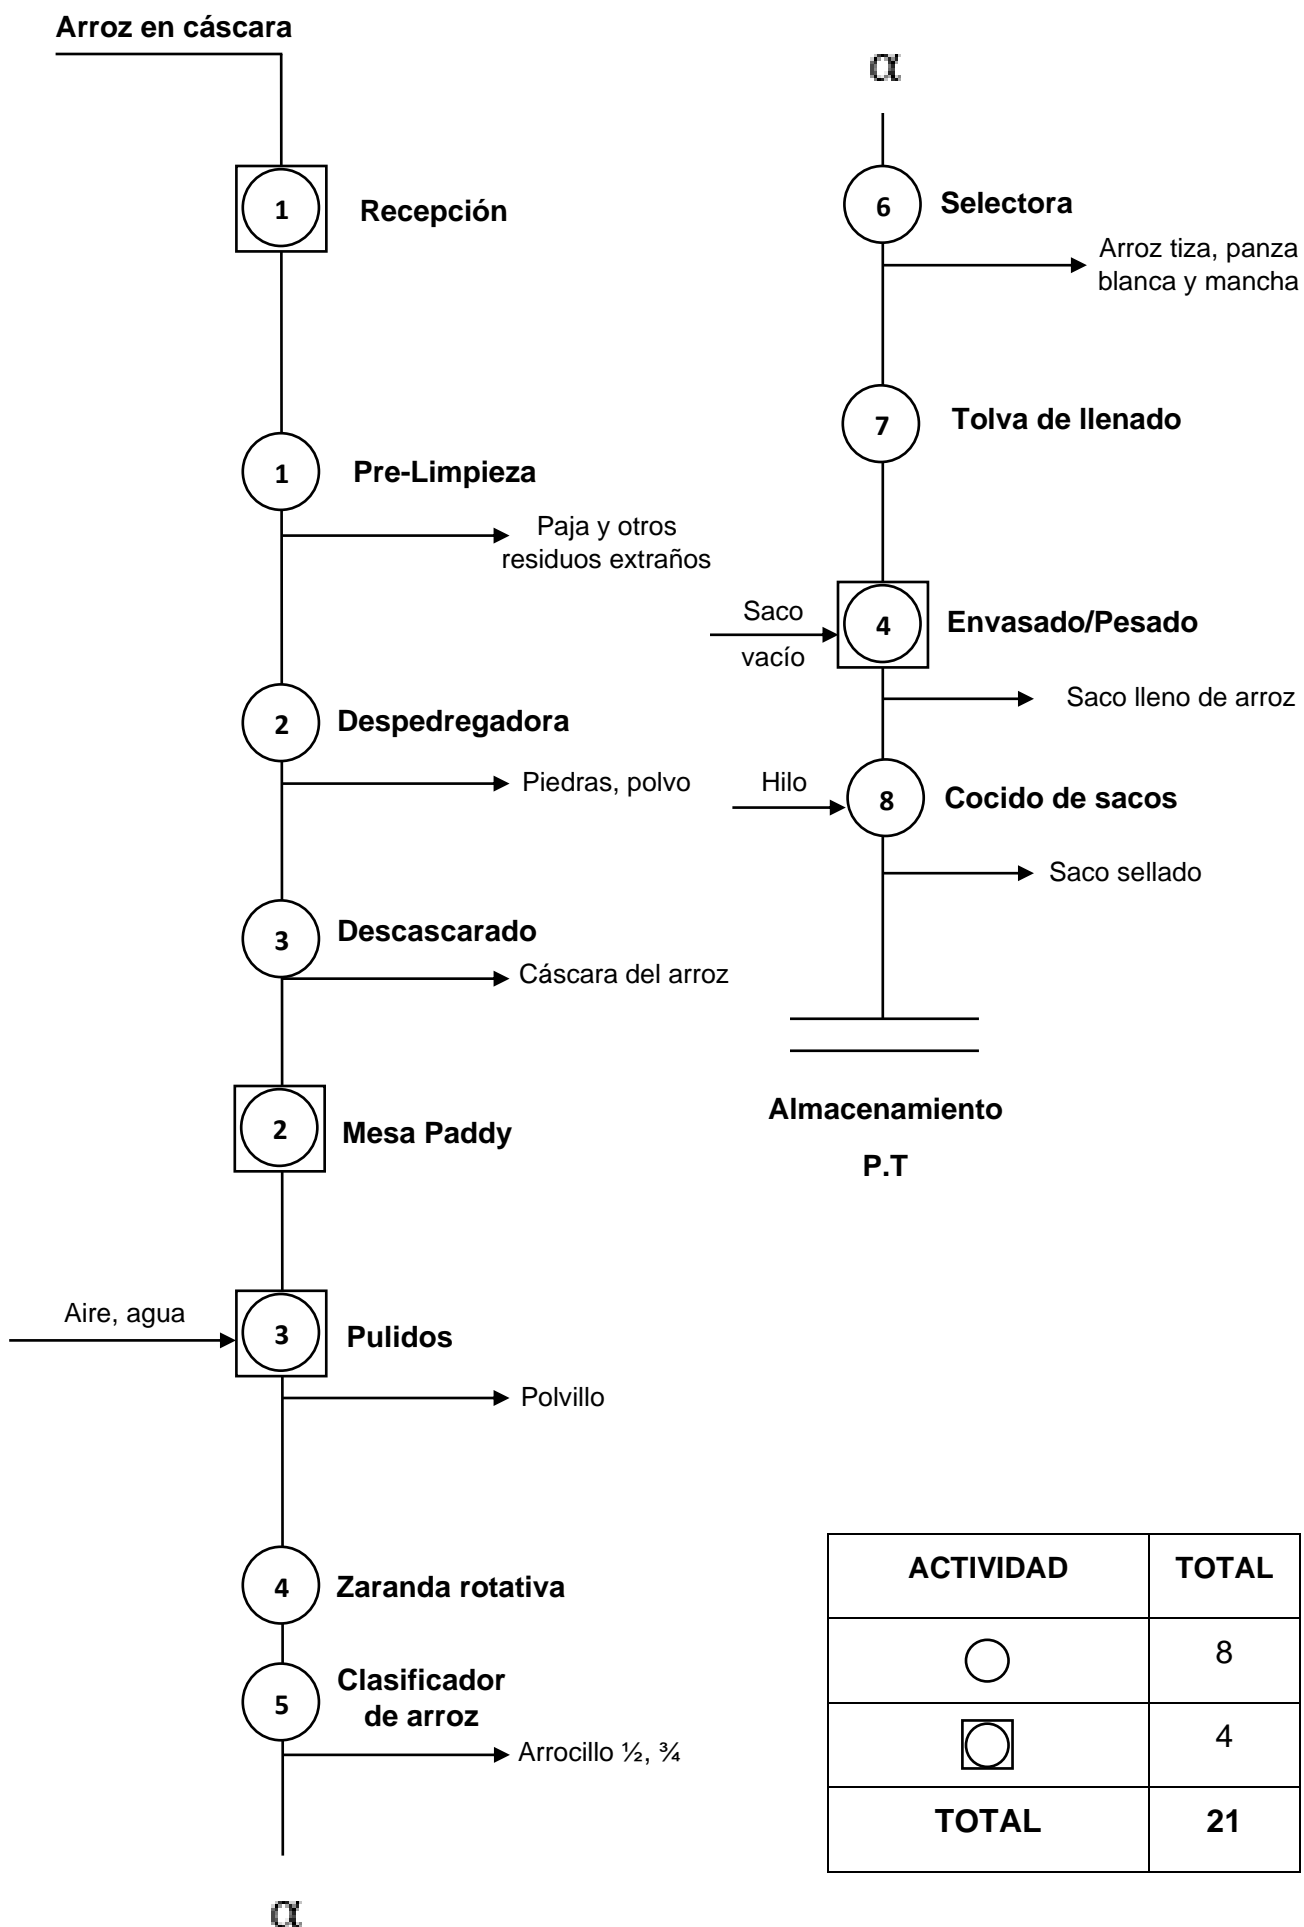 Arroz en cáscara
1
Recepción
1
Pre-Limpieza
Paja y otros
residuos extraños
2
Despedregadora
Piedras, polvo
3
Descascarado
Cáscara del arroz
2
Mesa Paddy
Aire, agua
3
Pulidos
Polvillo
4
Zaranda rotativa
5
Clasificador
de arroz
Arrocillo ½, ¾
α
α
6
Selectora
Arroz tiza, panza
blanca y mancha
7
Tolva de llenado
Saco
vacío
4
Envasado/Pesado
Saco lleno de arroz
Hilo
8
Cocido de sacos
Saco sellado
Almacenamiento
P.T
ACTIVIDAD TOTAL
8
4
TOTAL 21